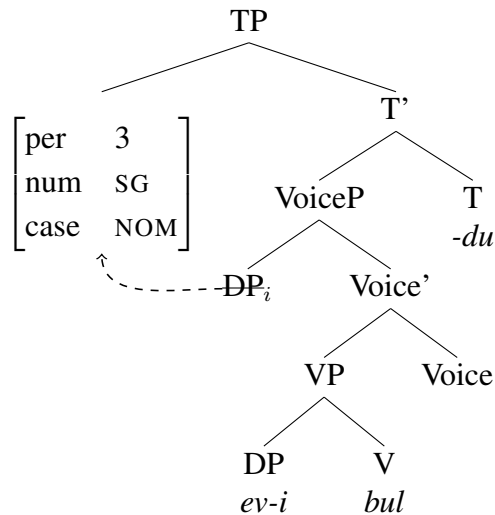 TP
per 3
num SG
case NOM
T’
VoiceP
T
-du
DPi
Voice’
VP
Voice
DP
ev-i
V
bul